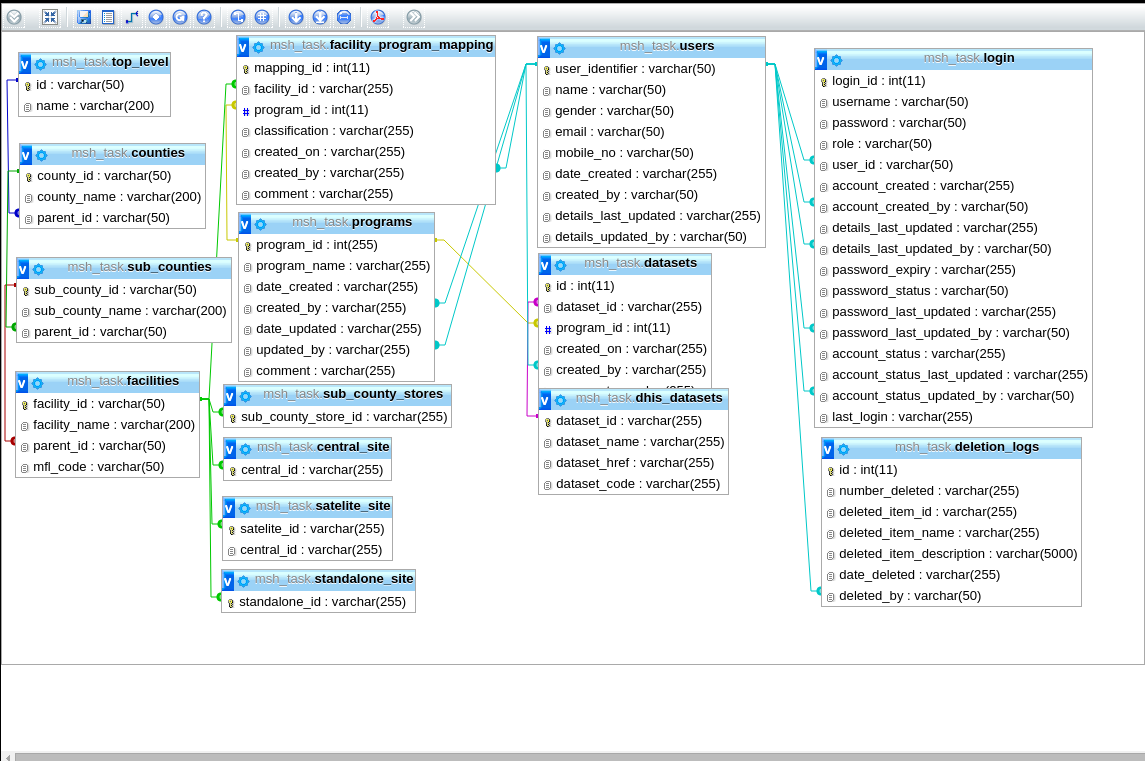 msh_task.top_level
id : varchar(50)
name : varchar(200)
msh_task.counties
county_id : varchar(50)
county_name : varchar(200)
parent_id : varchar(50)
msh_task.sub_counties
sub_county_id : varchar(50)
sub_county_name : varchar(200)
parent_id : varchar(50)
msh_task.facilities
facility_id : varchar(50)
facility_name : varchar(200)
parent_id : varchar(50)
mfl_code : varchar(50)
msh_task.facility_program_mapping
mapping_id : int(11)
facility_id : varchar(255)
program_id : int(11)
classification : varchar(255)
created_on : varchar(255)
created_by : varchar(255)
comment : varchar(255)
msh_task.programs
program_id : int(255)
program_name : varchar(255)
date_created : varchar(255)
created_by : varchar(255)
date_updated : varchar(255)
updated_by : varchar(255)
comment : varchar(255)
msh_task.sub_county_stores
sub_county_store_id : varchar(255)
msh_task.central_site
central_id : varchar(255)
msh_task.satelite_site
satelite_id : varchar(255)
central_id : varchar(255)
msh_task.standalone_site
standalone_id : varchar(255)
msh_task.users
user_identifier : varchar(50)
name : varchar(50)
gender : varchar(50)
email : varchar(50)
mobile_no : varchar(50)
date_created : varchar(255)
created_by : varchar(50)
details_last_updated : varchar(255)
details_updated_by : varchar(50)
msh_task.datasets
id : int(11)
dataset_id : varchar(255)
program_id : int(11)
created_on : varchar(255)
created_by : varchar(255)
msh_task.dhis_datasets
dataset_id : varchar(255)
dataset_name : varchar(255)
dataset_href : varchar(255)
dataset_code : varchar(255)
msh_task.login
login_id : int(11)
username : varchar(50)
password : varchar(50)
role : varchar(50)
user_id : varchar(50)
account_created : varchar(255)
account_created_by : varchar(50)
details_last_updated : varchar(255)
details_last_updated_by : varchar(50)
password_expiry : varchar(255)
password_status : varchar(50)
password_last_updated : varchar(255)
password_last_updated_by : varchar(50)
account_status : varchar(255)
account_status_last_updated : varchar(255)
account_status_updated_by : varchar(50)
last_login : varchar(255)
msh_task.deletion_logs
id : int(11)
number_deleted : varchar(255)
deleted_item_id : varchar(255)
deleted_item_name : varchar(255)
deleted_item_description : varchar(5000)
date_deleted : varchar(255)
deleted_by : varchar(50)